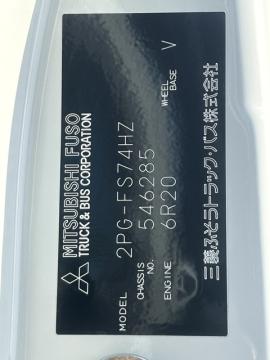 MITSUBISHI FUSO
TRUCK & BUS CORPORATION
MODEL 2PG-FS74HZ
CHASSIS NO. 546285
ENGINE 6R20 WHEEL BASE V
三菱ふそうトラック・バス株式会社